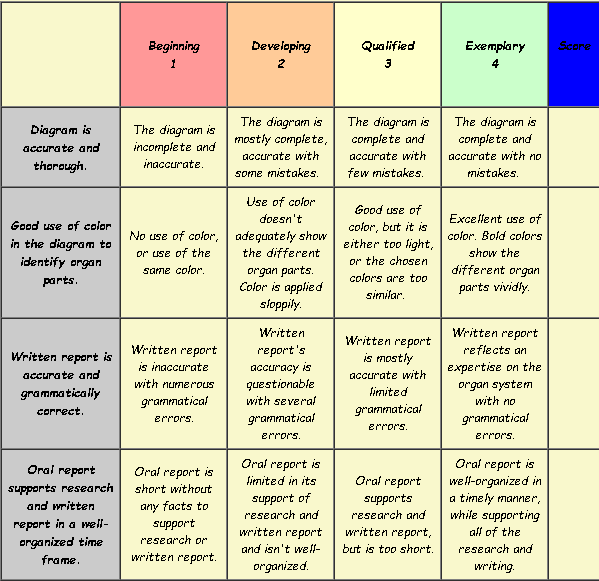 Beginning
1
Developing
2
Qualified
3
Exemplary
4
Score
Diagram is
accurate and
thorough.
The diagram is
incomplete and
inaccurate.
The diagram is
mostly complete,
accurate with
some mistakes.
The diagram is
complete and
accurate with
few mistakes.
The diagram is
complete and
accurate with no
mistakes.
Good use of color
in the diagram to
identify organ
parts.
No use of color,
or use of the
same color.
Use of color
doesn't
adequately show
the different
organ parts.
Color is applied
sloppily.
Good use of
color, but it is
either too light,
or the chosen
colors are too
similar.
Excellent use of
color. Bold colors
show the
different organ
parts vividly.
Written report is
accurate and
grammatically
correct.
Written report
is inaccurate
with numerous
grammatical
errors.
Written
report's
accuracy is
questionable
with several
grammatical
errors.
Written report
is mostly
accurate with
limited
grammatical
errors.
Written report
reflects an
expertise on the
organ system
with no
grammatical
errors.
Oral report
supports research
and written
report in a well-
organized time
frame.
Oral report is
short without
any facts to
support
research or
written report.
Oral report is
limited in its
support of
research and
written report
and isn't well-
organized.
Oral report
supports
research and
written report,
but is too short.
Oral report is
well-organized in
a timely manner,
while supporting
all of the
research and
writing.